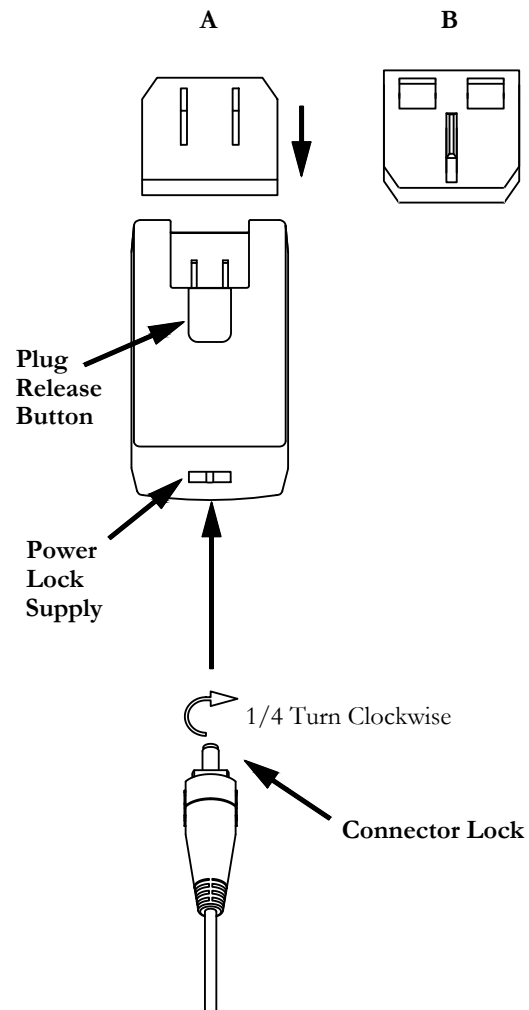 A
B
Plug
Release
Button
Power
Lock
Supply
1/4 Turn Clockwise
Connector Lock